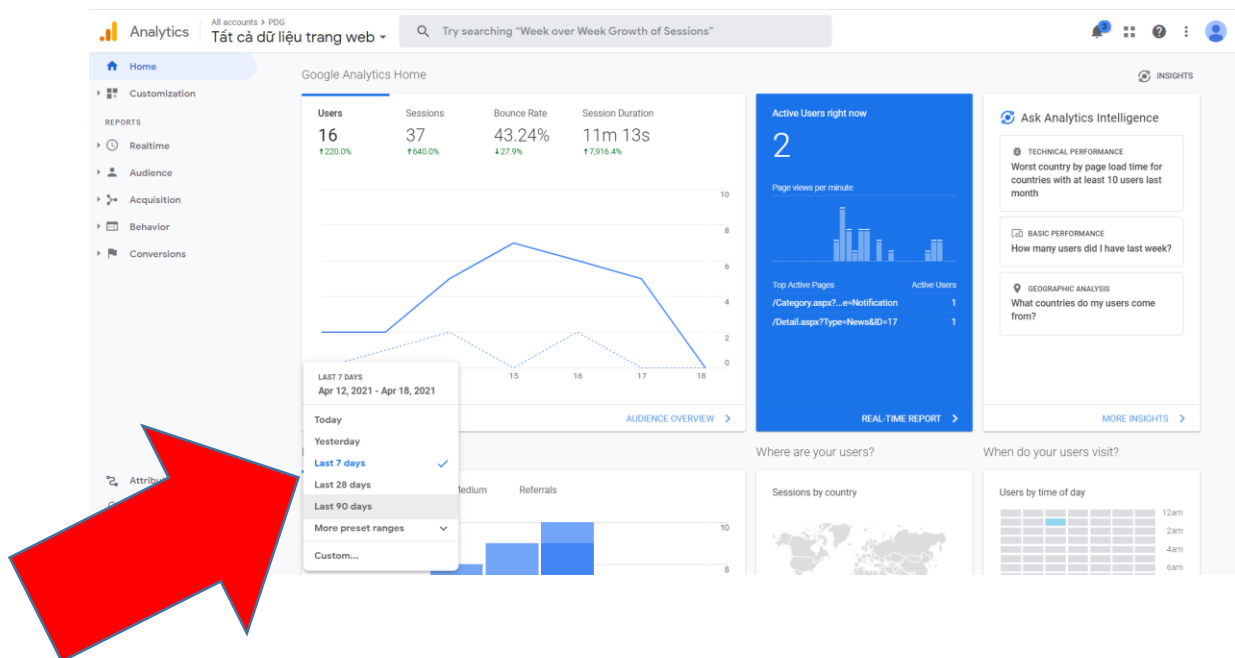 Analytics
All accounts > PDG
Tất cả dữ liệu trang web
Try searching "Week over Week Growth of Sessions"
3
Home
Customization
REPORTS
Realtime
Audience
Acquisition
Behavior
Conversions
Google Analytics Home
INSIGHTS
Users Sessions Bounce Rate Session Duration
16 37 43.24% 11m 13s
↑220.0% ↑640.0% ↓27.9% ↑7,916.4%
10
8
6
4
2
0
15 16 17 18
LAST 7 DAYS
Apr 12, 2021 - Apr 18, 2021
Today
Yesterday
Last 7 days
Last 28 days
Last 90 days
More preset ranges
Custom...
AUDIENCE OVERVIEW >
Active Users right now
2
Page views per minute
Top Active Pages Active Users
/Category.aspx?...e=Notification 1
/Detail.aspx?Type=News&ID=17 1
REAL-TIME REPORT >
Ask Analytics Intelligence
TECHNICAL PERFORMANCE
Worst country by page load time for
countries with at least 10 users last
month
BASIC PERFORMANCE
How many users did I have last week?
GEOGRAPHIC ANALYSIS
What countries do my users come
from?
MORE INSIGHTS >
Referrals
10
8
Where are your users?
Sessions by country
When do your users visit?
Users by time of day
12am
2am
4am
6am